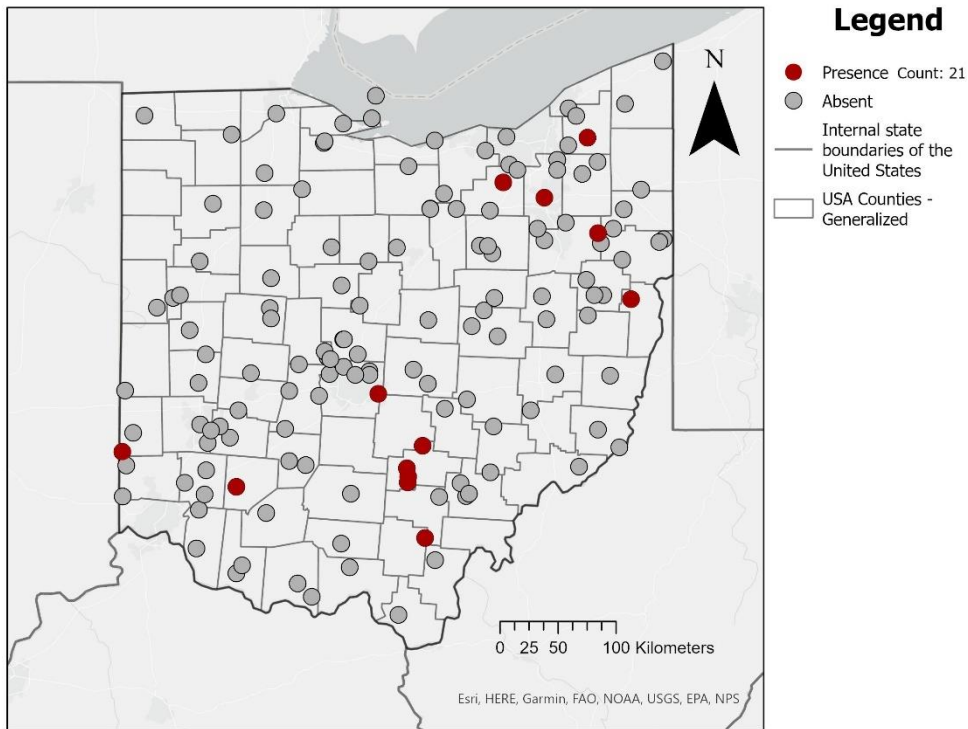 Legend
N
Presence Count: 21
Absent
Internal state
boundaries of the
United States
USA Counties -
Generalized
0 25 50 100 Kilometers
Esri, HERE, Garmin, FAO, NOAA, USGS, EPA, NPS